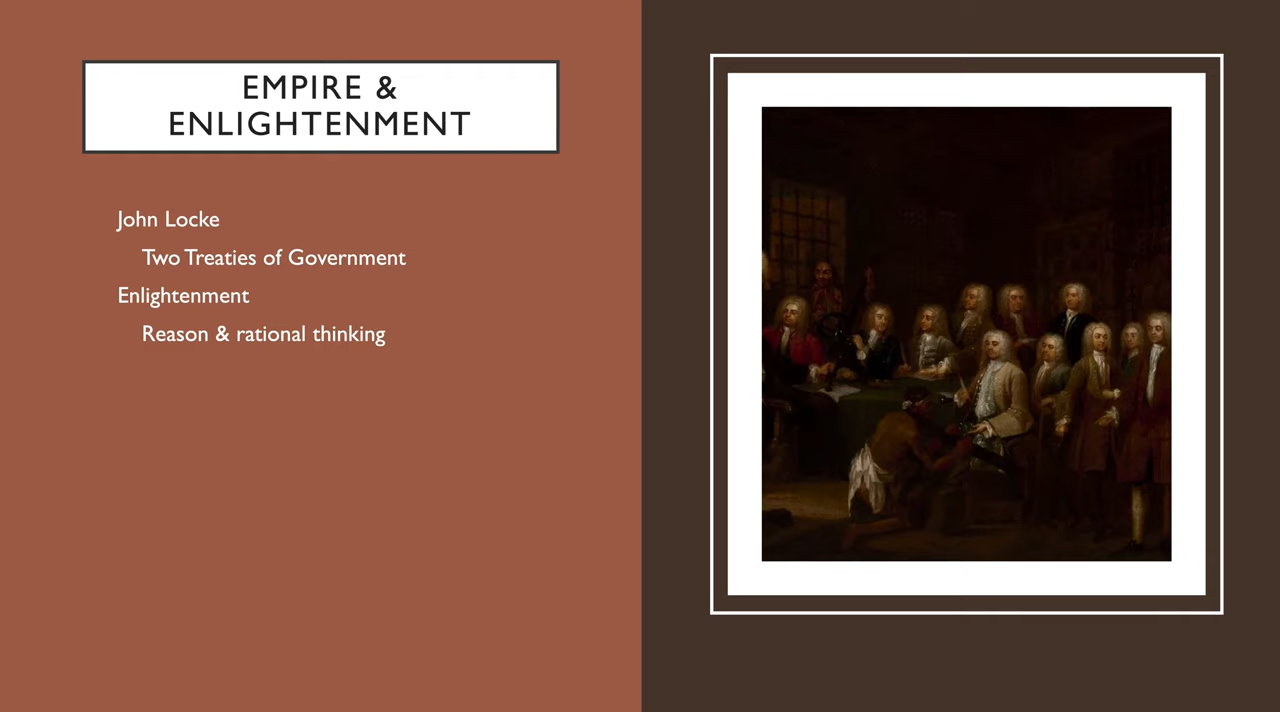 EMPIRE &
ENLIGHTENMENT
John Locke
Two Treaties of Government
Enlightenment
Reason & rational thinking